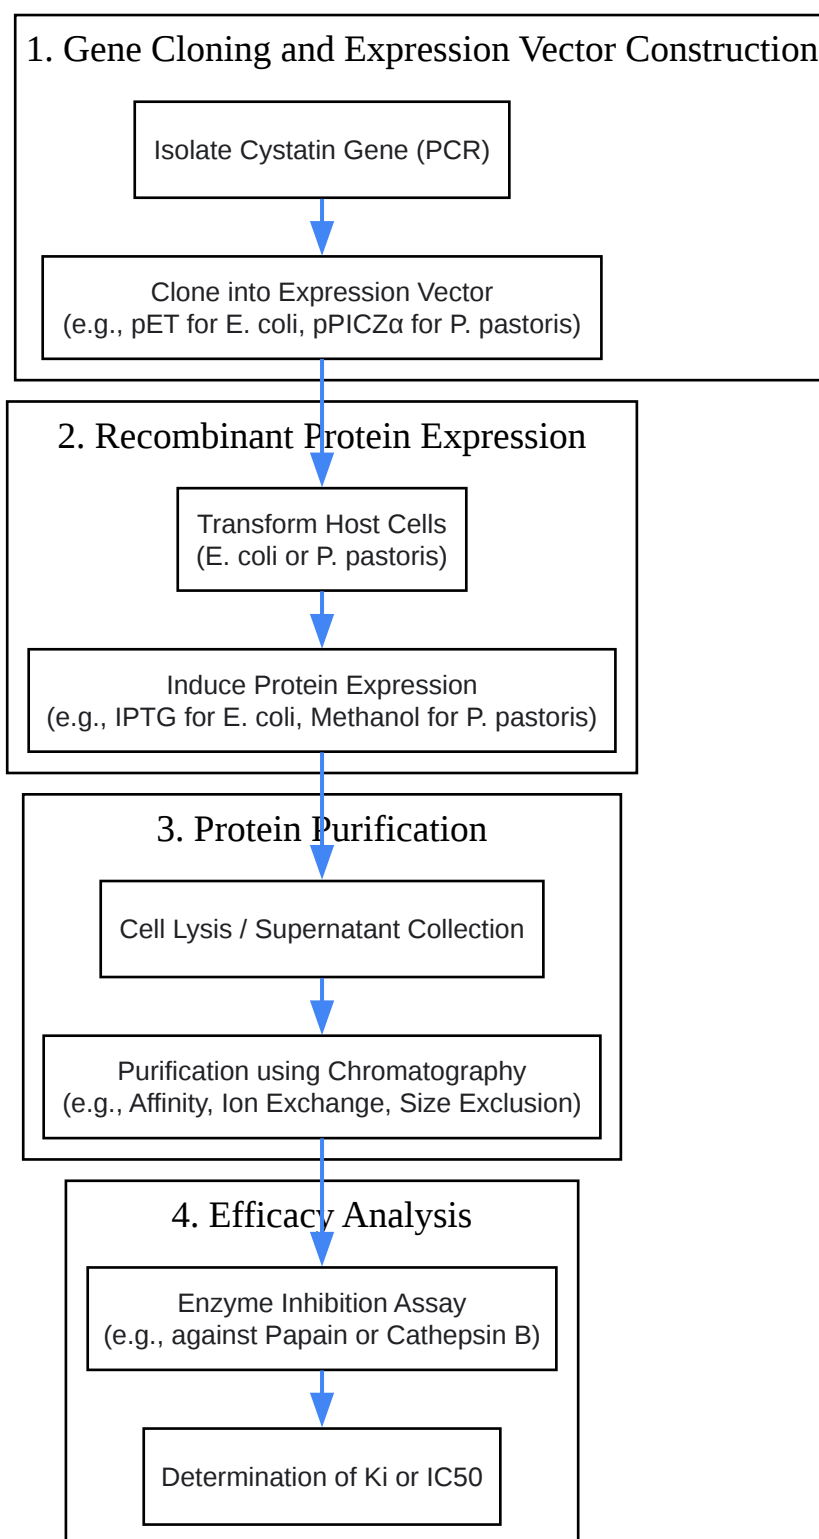 1. Gene Cloning and Expression Vector Construction
Isolate Cystatin Gene (PCR)
Clone into Expression Vector
(e.g., pET for E. coli, pPICZα for P. pastoris)
2. Recombinant Protein Expression
Transform Host Cells
(E. coli or P. pastoris)
Induce Protein Expression
(e.g., IPTG for E. coli, Methanol for P. pastoris)
3. Protein Purification
Cell Lysis / Supernatant Collection
Purification using Chromatography
(e.g., Affinity, Ion Exchange, Size Exclusion)
4. Efficacy Analysis
Enzyme Inhibition Assay
(e.g., against Papain or Cathepsin B)
Determination of Ki or IC50